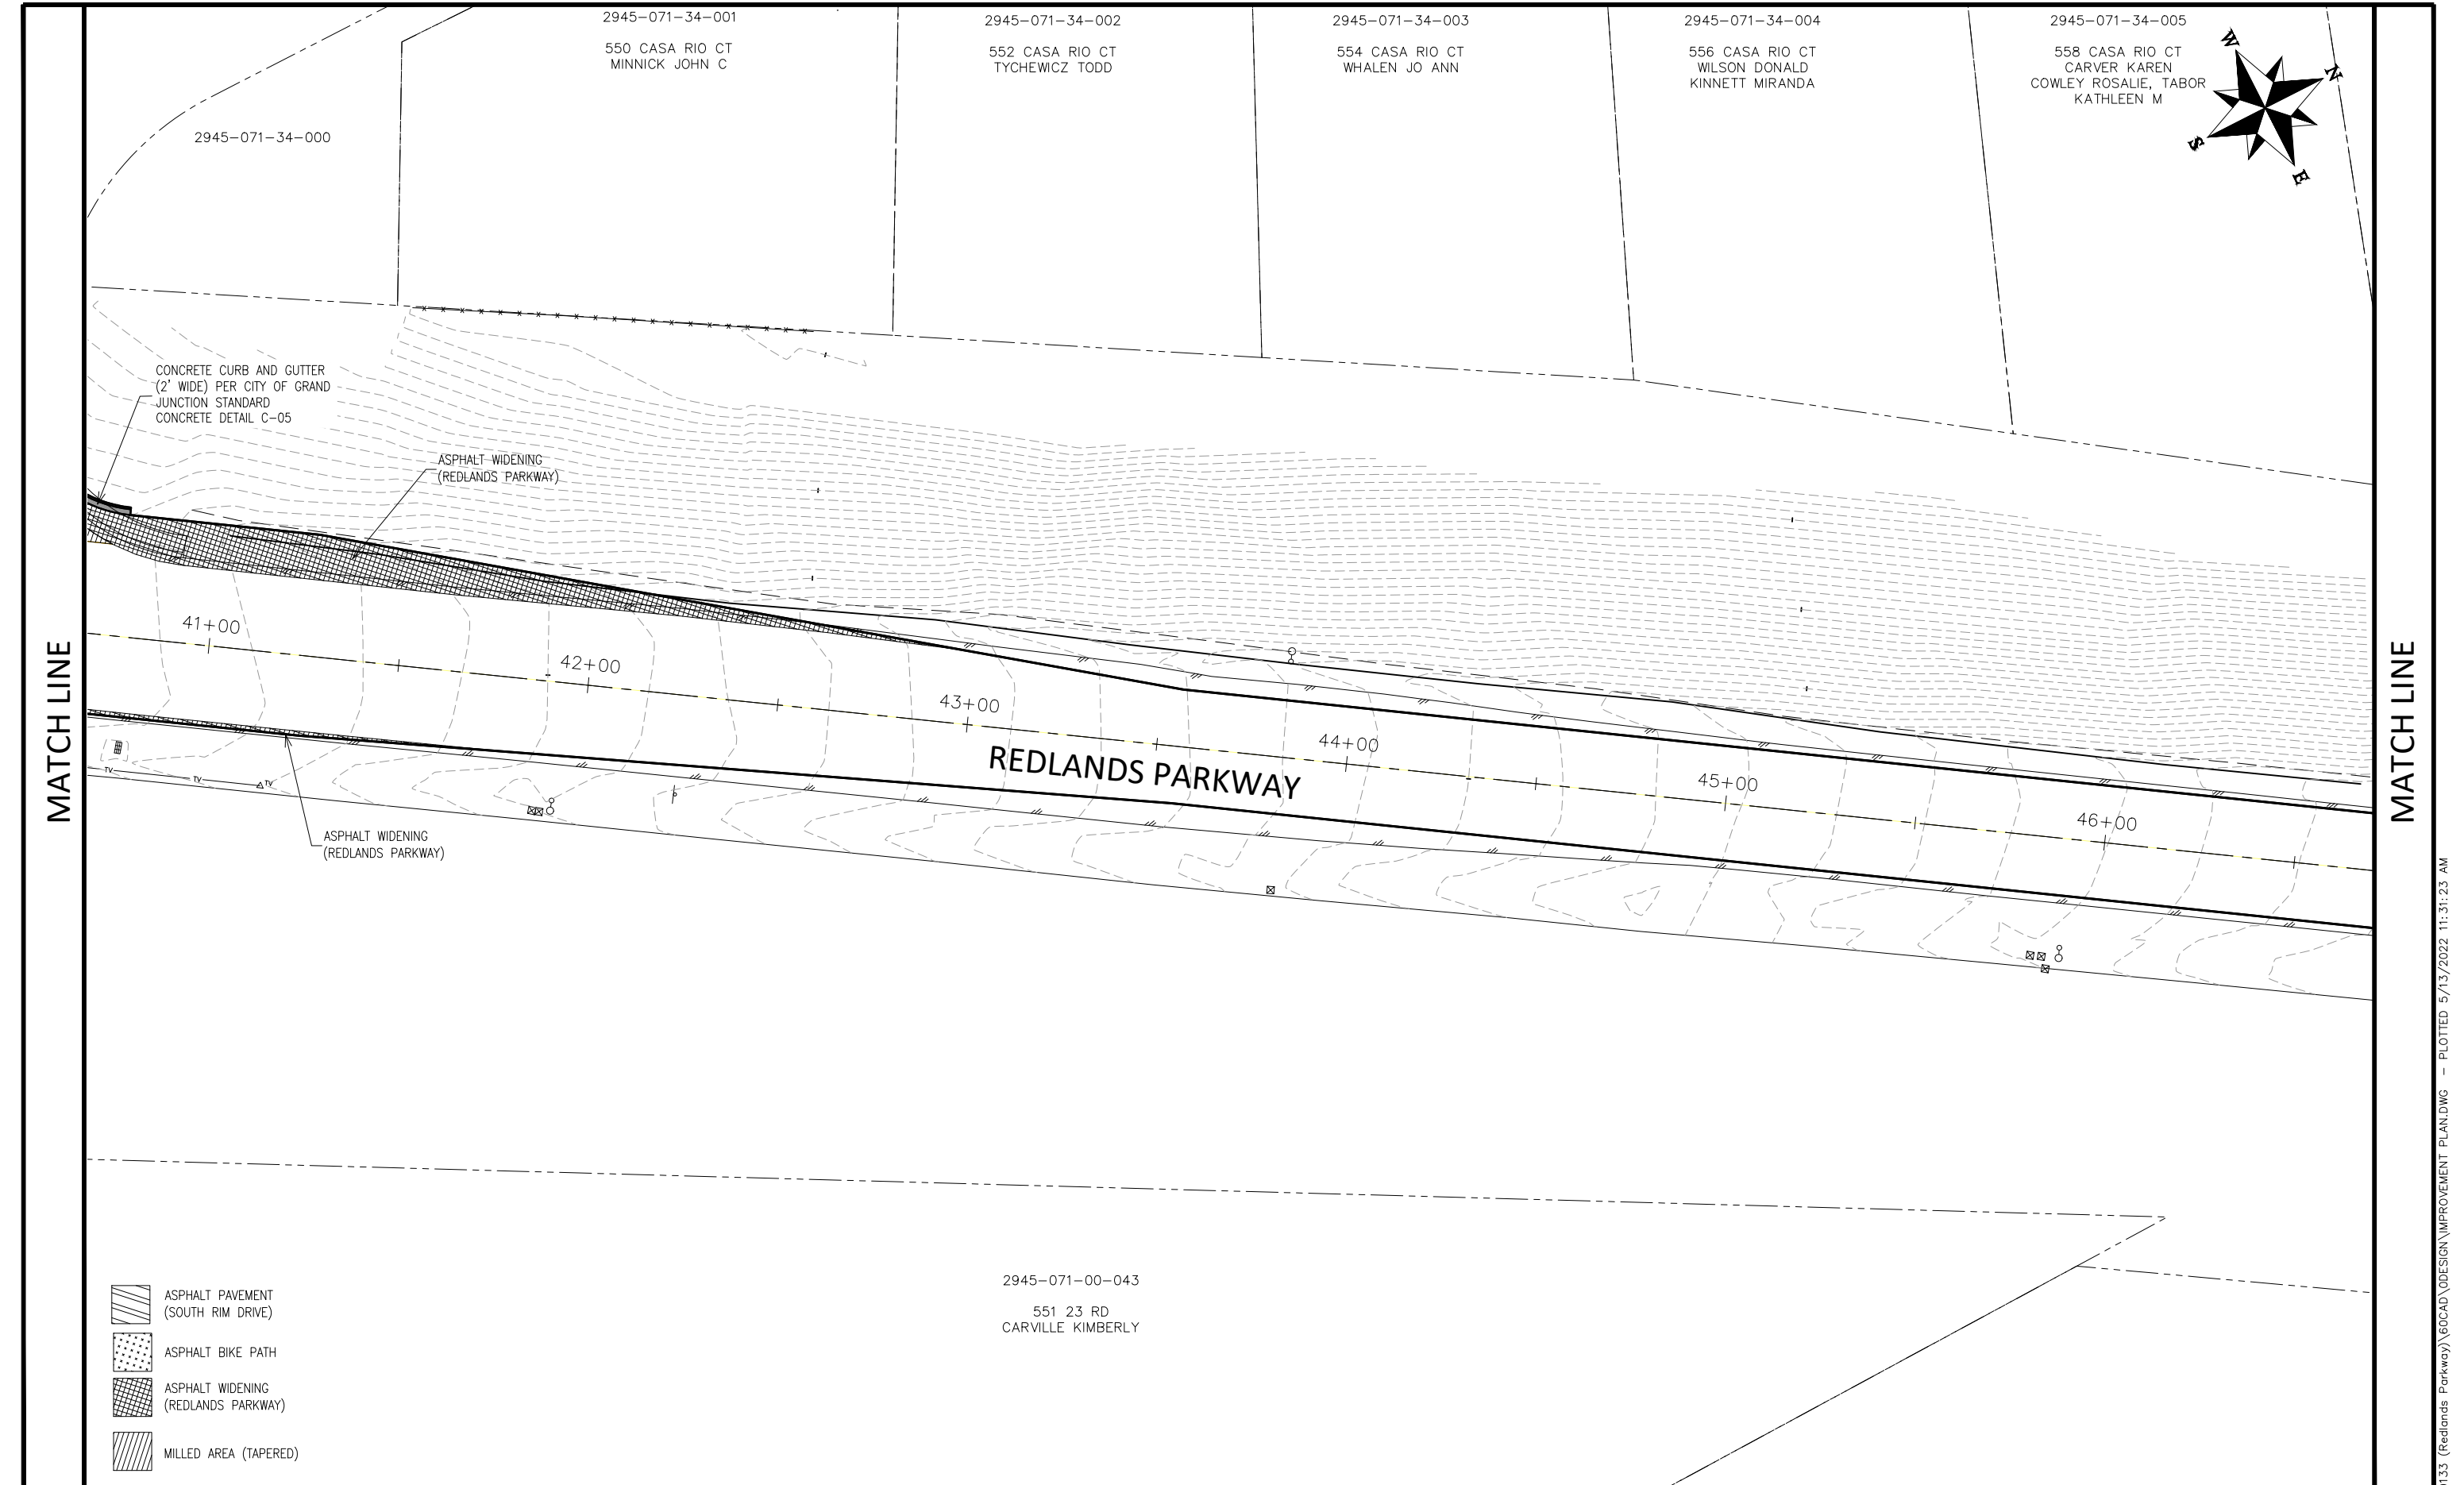 2945-071-34-001
550 CASA RIO CT
MINNICK JOHN C
2945-071-34-002
552 CASA RIO CT
TYCHEWICZ TODD
2945-071-34-003
554 CASA RIO CT
WHALEN JO ANN
2945-071-34-004
556 CASA RIO CT
WILSON DONALD
KINNETT MIRANDA
2945-071-34-005
558 CASA RIO CT
CARVER KAREN
COWLEY ROSALIE, TABOR
KATHLEEN M
W
N
S
E
2945-071-34-000
CONCRETE CURB AND GUTTER
(2' WIDE) PER CITY OF GRAND
JUNCTION STANDARD
CONCRETE DETAIL C-05
ASPHALT WIDENING
(REDLANDS PARKWAY)
MATCH LINE
41+00
42+00
43+00
44+00
45+00
46+00
REDLANDS PARKWAY
MATCH LINE
TV
TV
TV
ASPHALT WIDENING
(REDLANDS PARKWAY)
2945-071-00-043
551 23 RD
CARVILLE KIMBERLY
ASPHALT PAVEMENT
(SOUTH RIM DRIVE)
ASPHALT BIKE PATH
ASPHALT WIDENING
(REDLANDS PARKWAY)
MILLED AREA (TAPERED)
0133 (Redlands Parkway)\60CAD\0DESIGN\IMPROVEMENT PLAN.DWG - PLOTTED 5/13/2022 11:31:23 AM